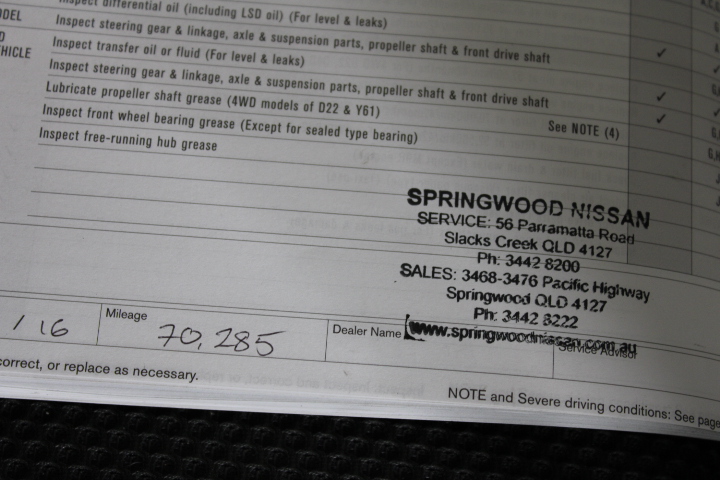 Inspect differential oil (including LSD oil) (For level & leaks)
Inspect steering gear & linkage, axle & suspension parts, propeller shaft & front drive shaft ✓
Inspect transfer oil or fluid (For level & leaks)
Inspect steering gear & linkage, axle & suspension parts, propeller shaft & front drive shaft ✓
Lubricate propeller shaft grease (4WD models of D22 & Y61) ✓
Inspect front wheel bearing grease (Except for sealed type bearing) See NOTE (4)
Inspect free-running hub grease
SPRINGWOOD NISSAN
SERVICE: 56 Parramatta Road
Slacks Creek QLD 4127
Ph: 3442 8200
SALES: 3468-3476 Pacific Highway
Springwood QLD 4127
Ph: 3442 8222
www.springwoodnissan.com.au
/ 16
Mileage
70,285
Dealer Name
Service Advisor
correct, or replace as necessary.
NOTE and Severe driving conditions: See page